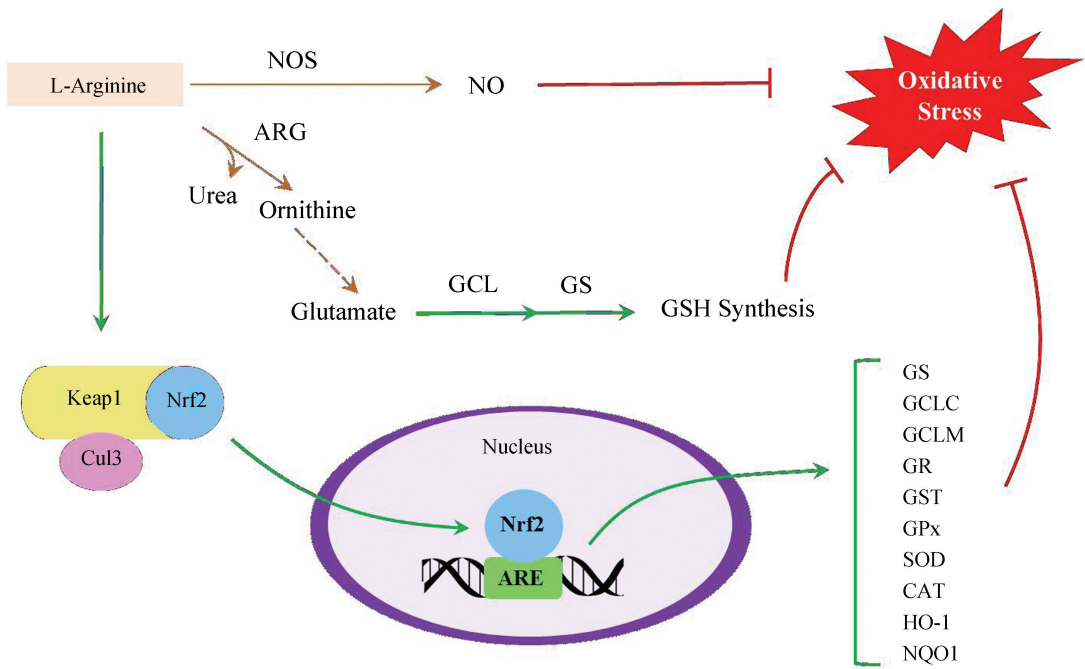 NOS
L-Arginine
NO
Oxidative
Stress
ARG
Urea
Ornithine
GCL
GS
Glutamate
GSH Synthesis
Keap1
Nrf2
Cul3
Nucleus
Nrf2
ARE
GS
GCLC
GCLM
GR
GST
GPx
SOD
CAT
HO-1
NQO1